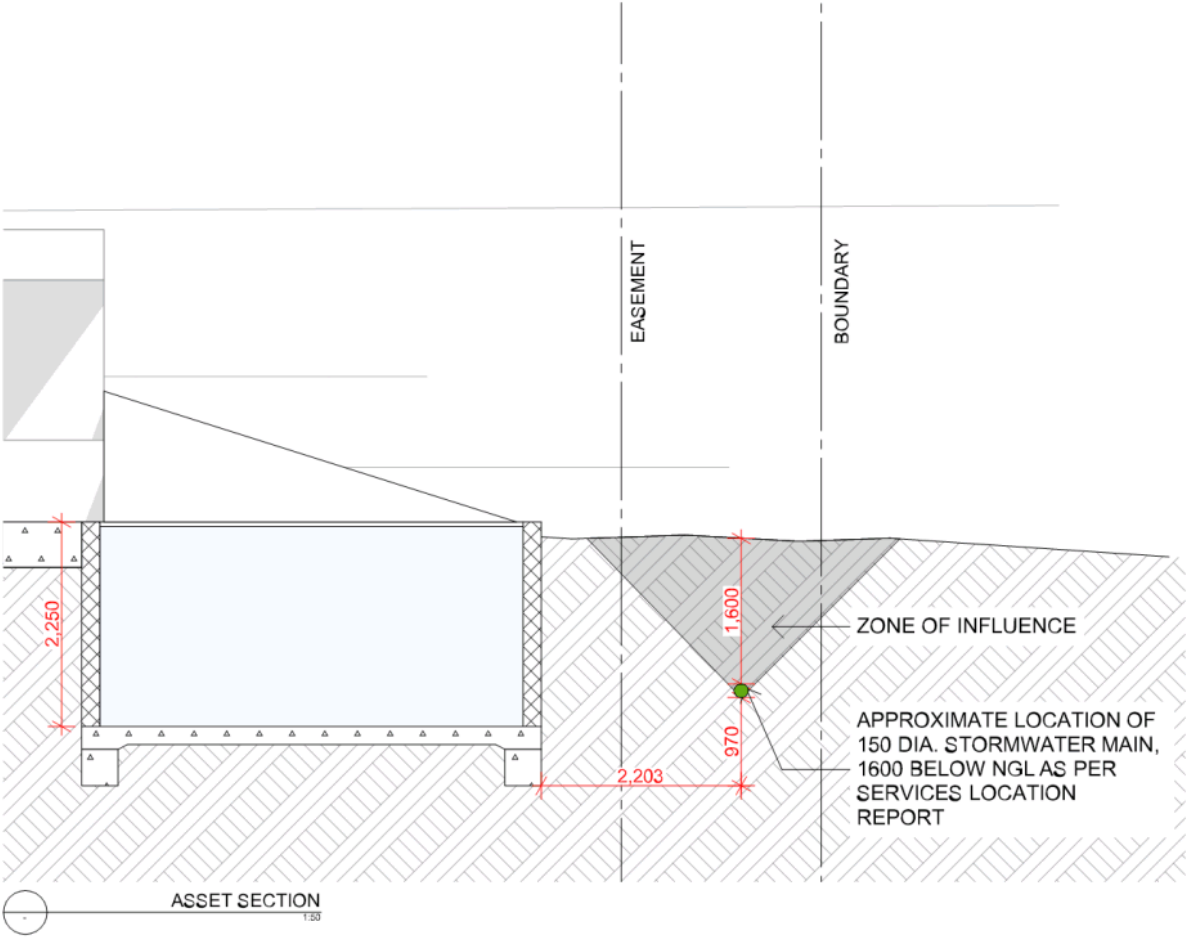 EASEMENT
BOUNDARY
2,250
1,600
ZONE OF INFLUENCE
970
2,203
APPROXIMATE LOCATION OF
150 DIA. STORMWATER MAIN,
1600 BELOW NGL AS PER
SERVICES LOCATION
REPORT
-
ASSET SECTION
1:50